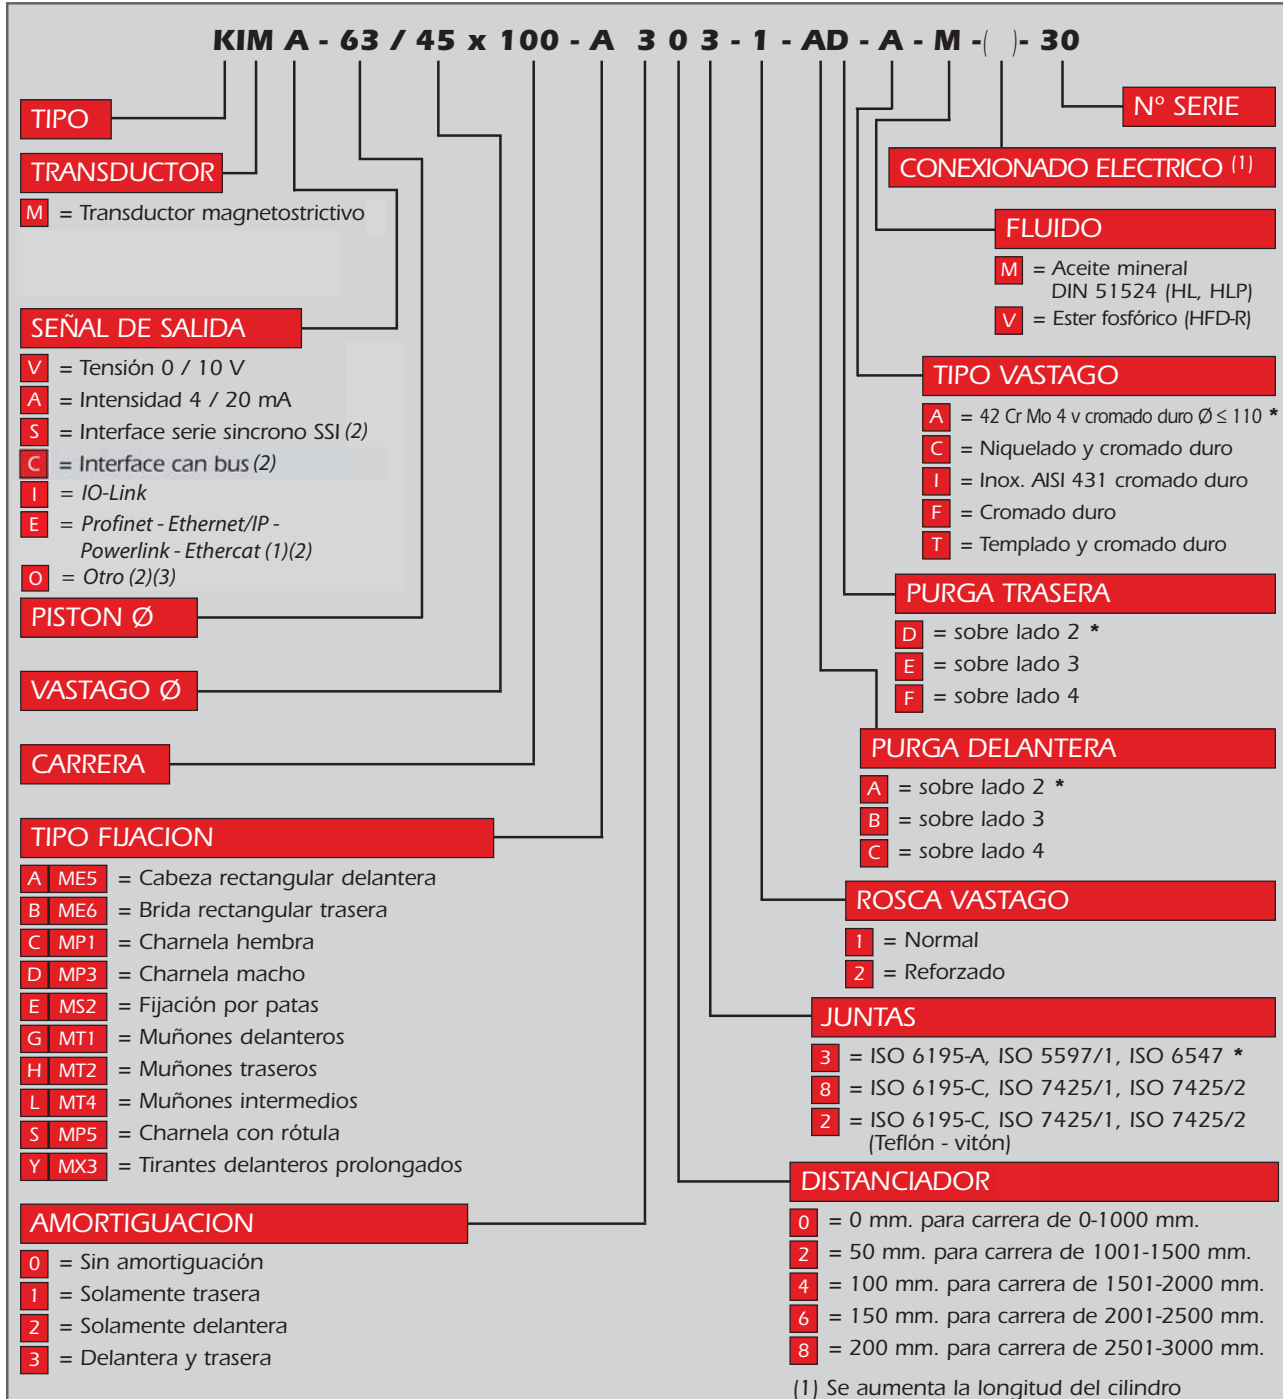 KIM A - 63 / 45 x 100 - A 3 0 3 - 1 - AD - A - M -( )- 30
TIPO
TRANSDUCTOR
M = Transductor magnetostrictivo
SEÑAL DE SALIDA
V = Tensión 0 / 10 V
A = Intensidad 4 / 20 mA
S = Interface serie sincrono SSI (2)
C = Interface can bus (2)
I = IO-Link
E = Profinet - Ethernet/IP -
Powerlink - Ethercat (1)(2)
O = Otro (2)(3)
PISTON Ø
VASTAGO Ø
CARRERA
TIPO FIJACION
A ME5 = Cabeza rectangular delantera
B ME6 = Brida rectangular trasera
C MP1 = Charnela hembra
D MP3 = Charnela macho
E MS2 = Fijación por patas
G MT1 = Muñones delanteros
H MT2 = Muñones traseros
L MT4 = Muñones intermedios
S MP5 = Charnela con rótula
Y MX3 = Tirantes delanteros prolongados
AMORTIGUACION
0 = Sin amortiguación
1 = Solamente trasera
2 = Solamente delantera
3 = Delantera y trasera
Nº SERIE
CONEXIONADO ELECTRICO (1)
FLUIDO
M = Aceite mineral
DIN 51524 (HL, HLP)
V = Ester fosfórico (HFD-R)
TIPO VASTAGO
A = 42 Cr Mo 4 v cromado duro Ø ≤ 110 *
C = Niquelado y cromado duro
I = Inox. AISI 431 cromado duro
F = Cromado duro
T = Templado y cromado duro
PURGA TRASERA
D = sobre lado 2 *
E = sobre lado 3
F = sobre lado 4
PURGA DELANTERA
A = sobre lado 2 *
B = sobre lado 3
C = sobre lado 4
ROSCA VASTAGO
1 = Normal
2 = Reforzado
JUNTAS
3 = ISO 6195-A, ISO 5597/1, ISO 6547 *
8 = ISO 6195-C, ISO 7425/1, ISO 7425/2
2 = ISO 6195-C, ISO 7425/1, ISO 7425/2
(Teflón - vitón)
DISTANCIADOR
0 = 0 mm. para carrera de 0-1000 mm.
2 = 50 mm. para carrera de 1001-1500 mm.
4 = 100 mm. para carrera de 1501-2000 mm.
6 = 150 mm. para carrera de 2001-2500 mm.
8 = 200 mm. para carrera de 2501-3000 mm.
(1) Se aumenta la longitud del cilindro